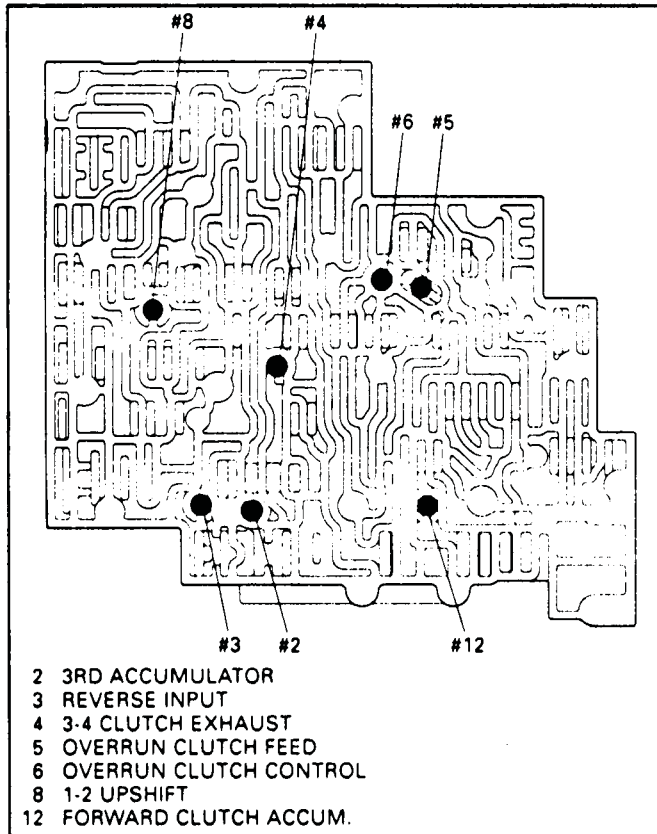 #8 #4
#6 #5
#3 #2 #12
2 3RD ACCUMULATOR
3 REVERSE INPUT
4 3-4 CLUTCH EXHAUST
5 OVERRUN CLUTCH FEED
6 OVERRUN CLUTCH CONTROL
8 1-2 UPSHIFT
12 FORWARD CLUTCH ACCUM.